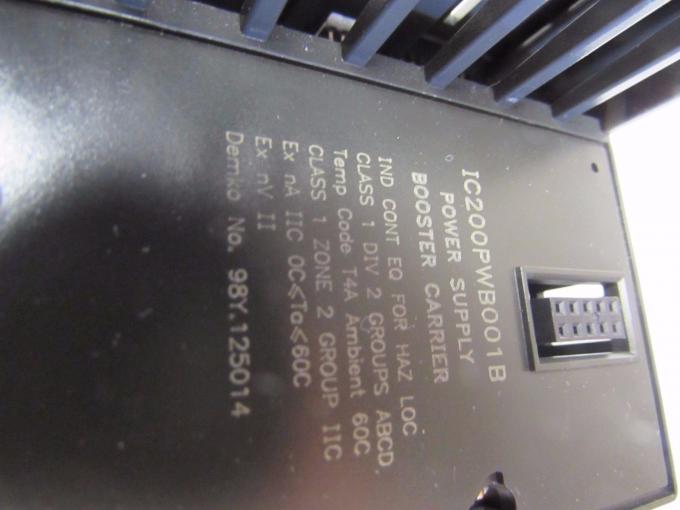 IC200PWB001B
POWER SUPPLY
BOOSTER CARRIER
IND CONT EQ FOR HAZ LOC
CLASS 1 DIV 2 GROUPS ABCD
Temp Code T4A Ambient 60C
CLASS 1 ZONE 2 GROUP IIC
Ex nA IIC 0C≤Ta≤60C
Ex nV II
Demko No. 98Y.125014